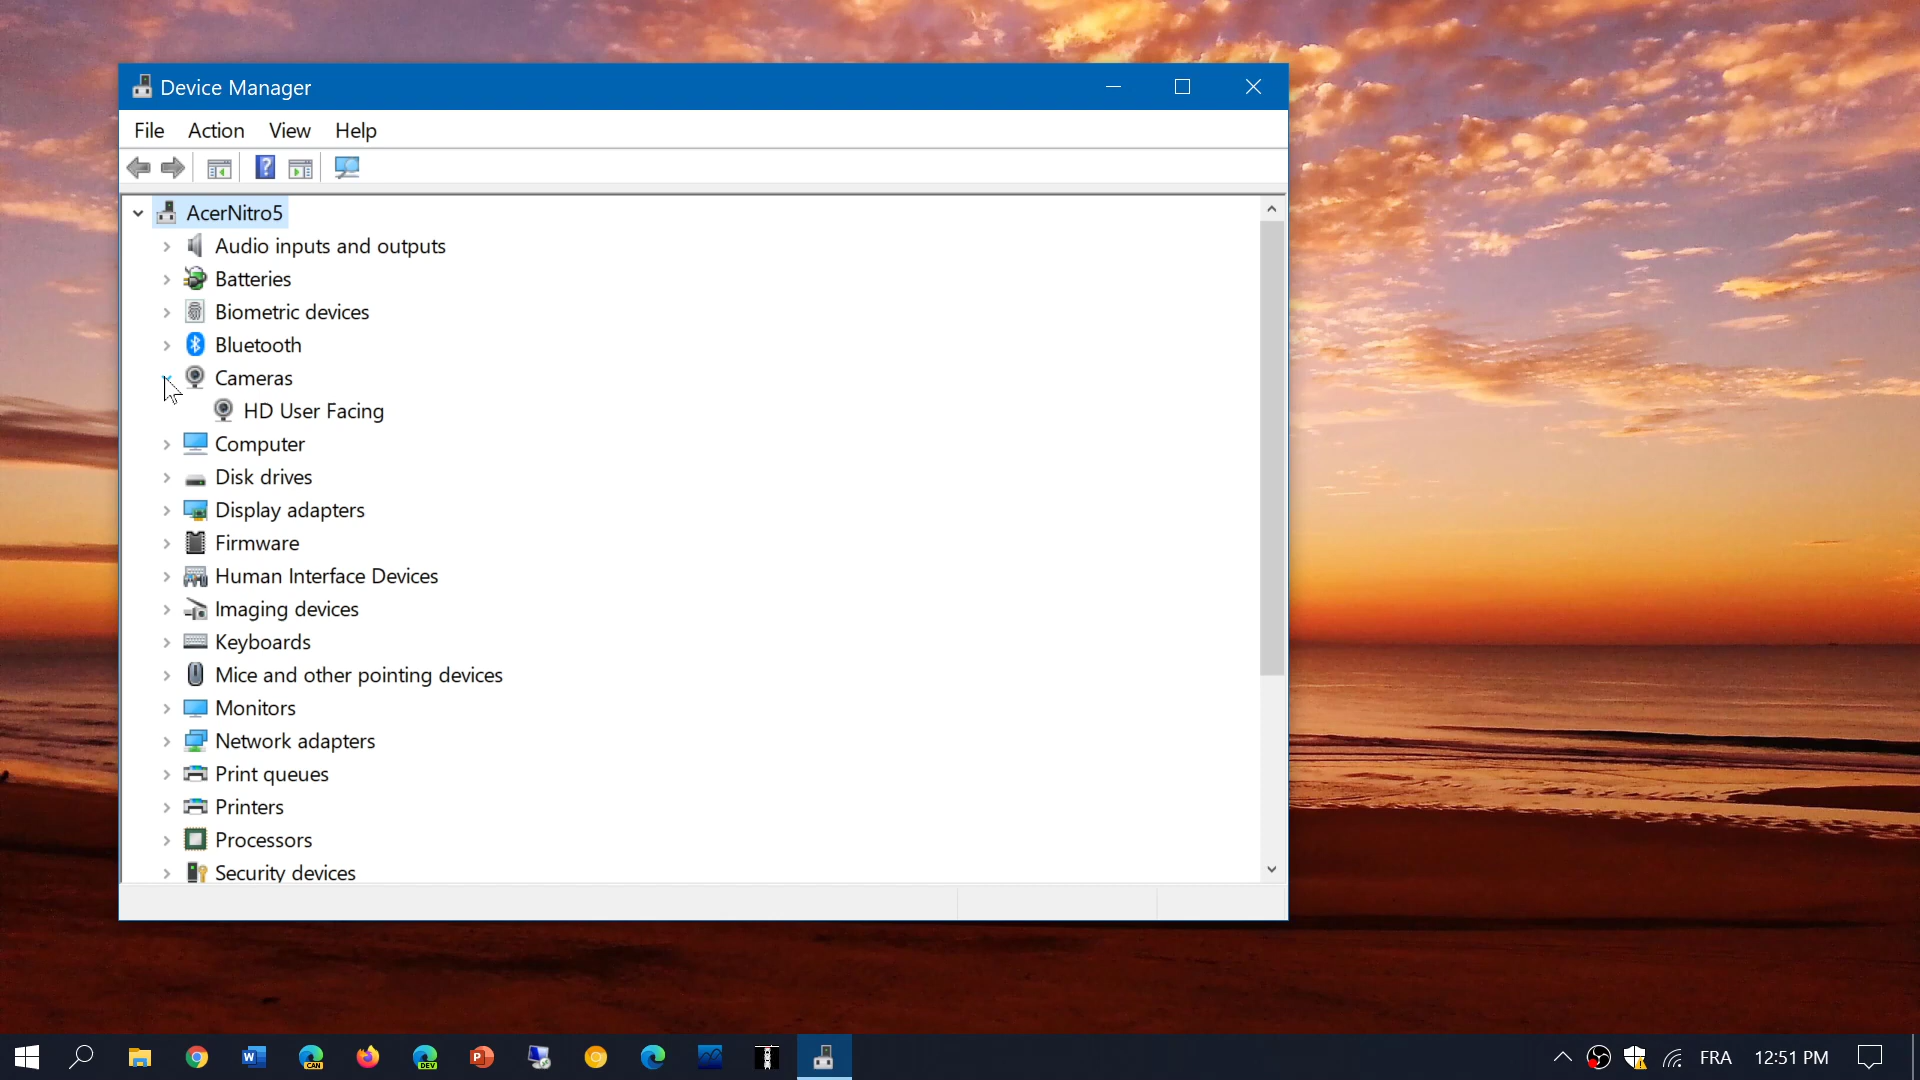 Device Manager
File Action View Help
AcerNitro5
Audio inputs and outputs
Batteries
Biometric devices
Bluetooth
Cameras
HD User Facing
Computer
Disk drives
Display adapters
Firmware
Human Interface Devices
Imaging devices
Keyboards
Mice and other pointing devices
Monitors
Network adapters
Print queues
Printers
Processors
Security devices
CAN DEV FRA 12:51 PM